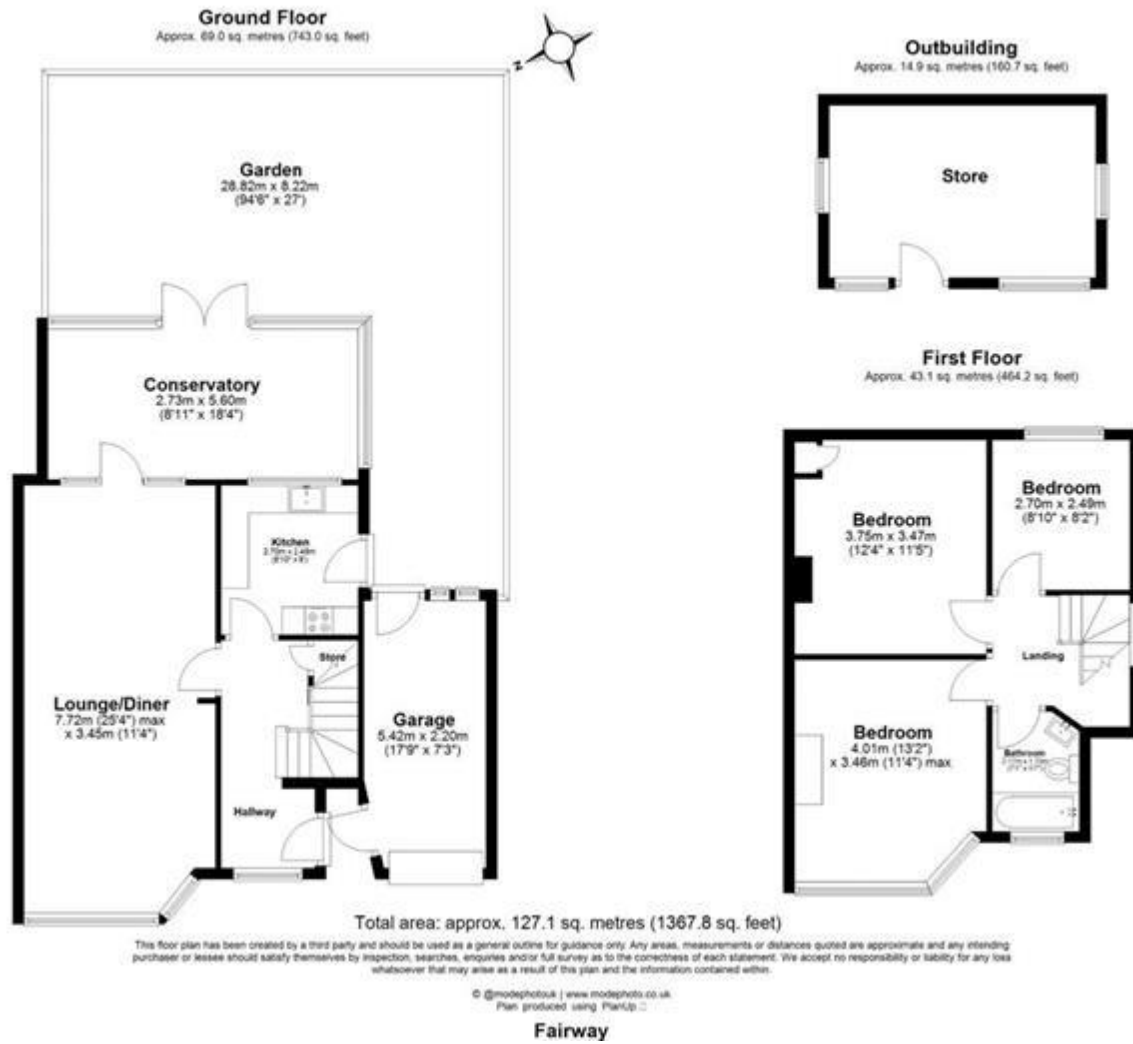 Ground Floor
Approx. 69.0 sq. metres (743.0 sq. feet)
Z
Garden
28.82m x 8.22m
(94'6" x 27')
Conservatory
2.73m x 5.60m
(8'11" x 18'4")
Kitchen
Store
Lounge/Diner
7.72m (25'4") max
x 3.45m (11'4")
Garage
5.42m x 2.20m
(17'9" x 7'3")
Hallway
Outbuilding
Approx. 14.9 sq. metres (160.7 sq. feet)
Store
First Floor
Approx. 43.1 sq. metres (464.2 sq. feet)
Bedroom
2.70m x 2.49m
(8'10" x 8'2")
Bedroom
3.75m x 3.47m
(12'4" x 11'5")
Landing
Bedroom
4.01m (13'2")
x 3.46m (11'4") max
Bathroom
Total area: approx. 127.1 sq. metres (1367.8 sq. feet)
This floor plan has been created by a third party and should be used as a general outline for guidance only. Any areas, measurements or distances quoted are approximate and any intending
purchaser or lessee should satisfy themselves by inspection, searches, enquiries and/or full survey as to the correctness of each statement. We accept no responsibility or liability for any loss
whatsoever that may arise as a result of this plan and the information contained within.
© @modephotouk | www.modephoto.co.uk
Plan produced using PlanUp.
Fairway